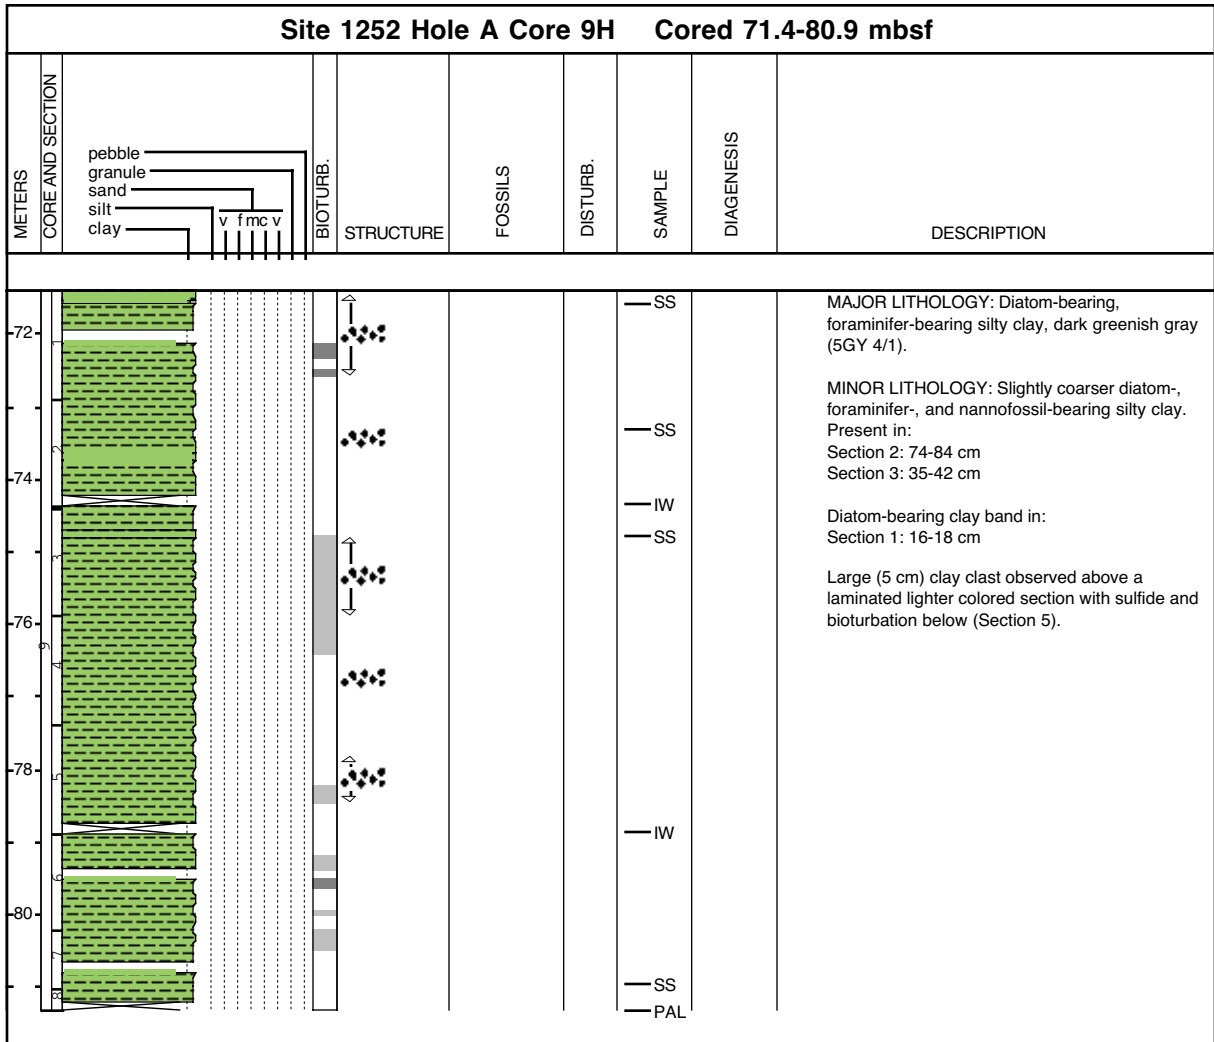 Site 1252 Hole A Core 9H Cored 71.4-80.9 mbsf
METERS
CORE AND SECTION
pebble
granule
sand
silt
v f mc v
clay
BIOTURB.
STRUCTURE
FOSSILS
DISTURB.
SAMPLE
DIAGENESIS
DESCRIPTION
72
74
76
78
80
9
1
2
3
4
5
6
7
8
SS
SS
IW
SS
IW
SS
PAL
MAJOR LITHOLOGY: Diatom-bearing,
foraminifer-bearing silty clay, dark greenish gray
(5GY 4/1).
MINOR LITHOLOGY: Slightly coarser diatom-,
foraminifer-, and nannofossil-bearing silty clay.
Present in:
Section 2: 74-84 cm
Section 3: 35-42 cm
Diatom-bearing clay band in:
Section 1: 16-18 cm
Large (5 cm) clay clast observed above a
laminated lighter colored section with sulfide and
bioturbation below (Section 5).